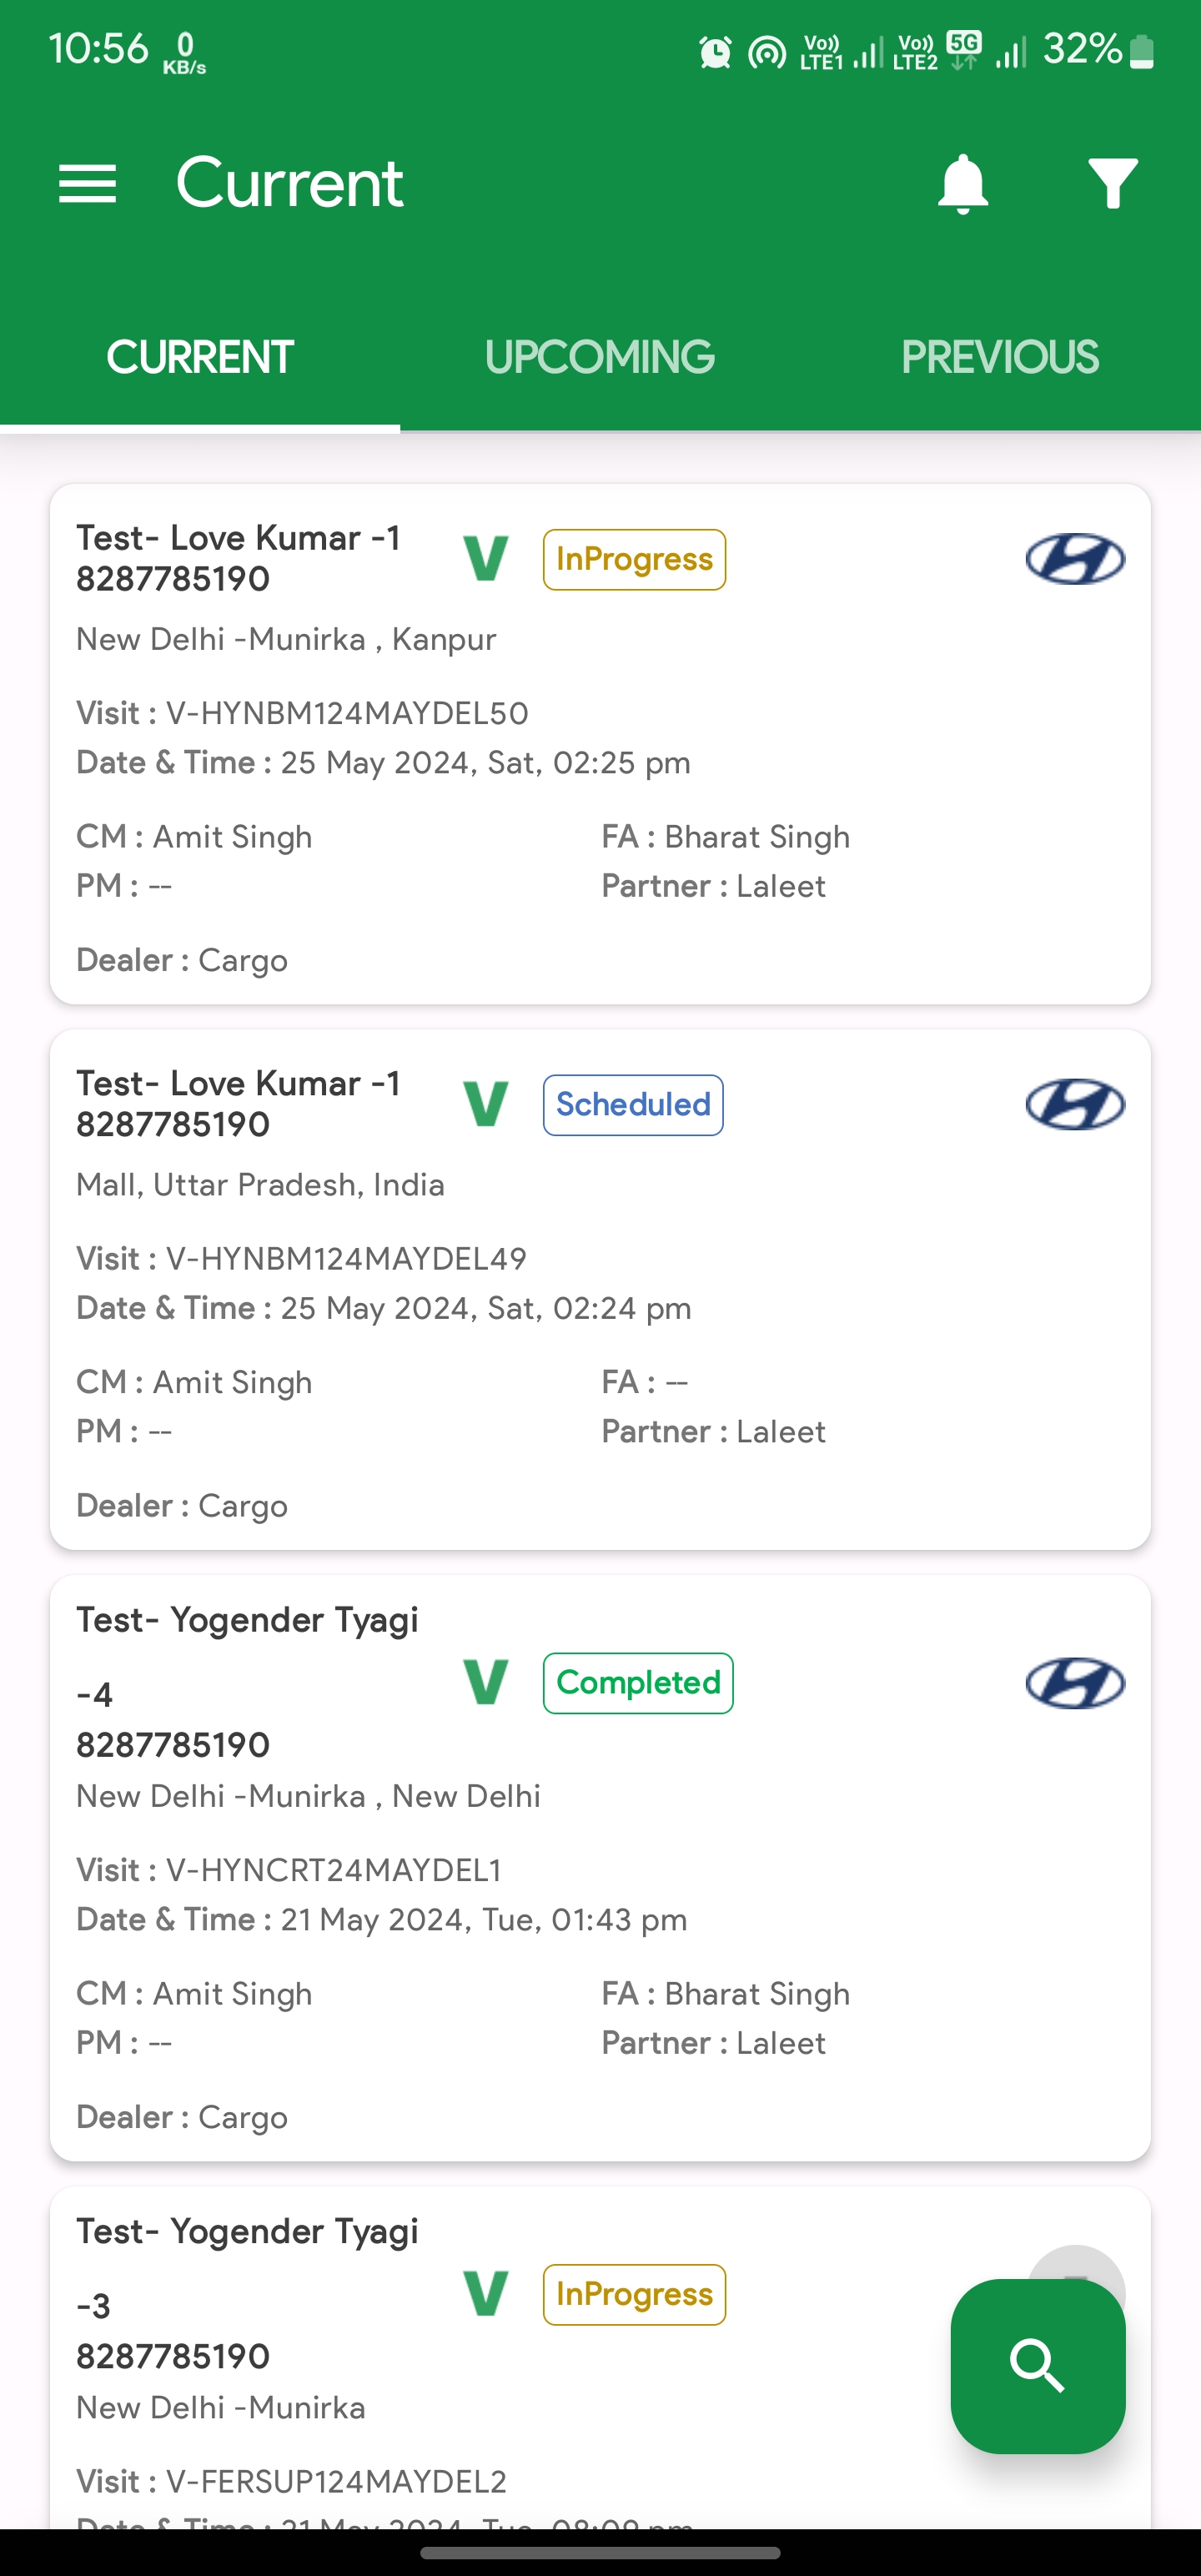 10:56 0 KB/s Vo)) LTE1 Vo)) LTE2 5G 32%
Current
CURRENT UPCOMING PREVIOUS
Test- Love Kumar -1
8287785190
V InProgress
New Delhi -Munirka , Kanpur
Visit : V-HYNBM124MAYDEL50
Date & Time : 25 May 2024, Sat, 02:25 pm
CM : Amit Singh FA : Bharat Singh
PM : -- Partner : Laleet
Dealer : Cargo
Test- Love Kumar -1
8287785190
V Scheduled
Mall, Uttar Pradesh, India
Visit : V-HYNBM124MAYDEL49
Date & Time : 25 May 2024, Sat, 02:24 pm
CM : Amit Singh FA : --
PM : -- Partner : Laleet
Dealer : Cargo
Test- Yogender Tyagi
-4
8287785190
V Completed
New Delhi -Munirka , New Delhi
Visit : V-HYNCRT24MAYDEL1
Date & Time : 21 May 2024, Tue, 01:43 pm
CM : Amit Singh FA : Bharat Singh
PM : -- Partner : Laleet
Dealer : Cargo
Test- Yogender Tyagi
-3
8287785190
V InProgress
New Delhi -Munirka
Visit : V-FERSUP124MAYDEL2
Date & Time : 21 May 2024, Tue,